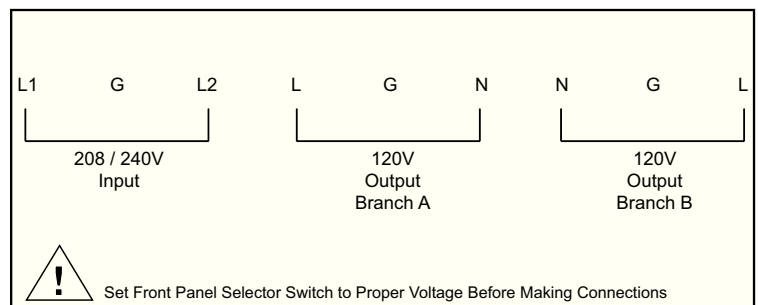 L1 G L2 L G N N G L
208 / 240V
Input
120V
Output
Branch A
120V
Output
Branch B
! Set Front Panel Selector Switch to Proper Voltage Before Making Connections